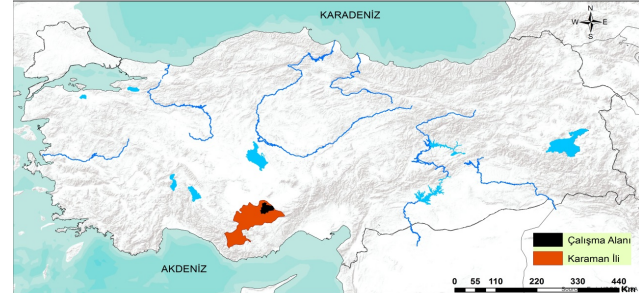 KARADENİZ
N
W E
S
AKDENİZ
Çalışma Alanı
Karaman İli
0 55 110 220 330 440
Km